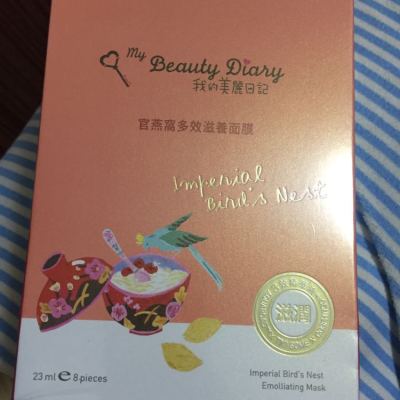 My Beauty Diary
我的美麗日記
官燕窩多效滋養面膜
Imperial
Bird's Nest
滋潤
23 ml e 8 pieces
Imperial Bird's Nest
Emolliating Mask